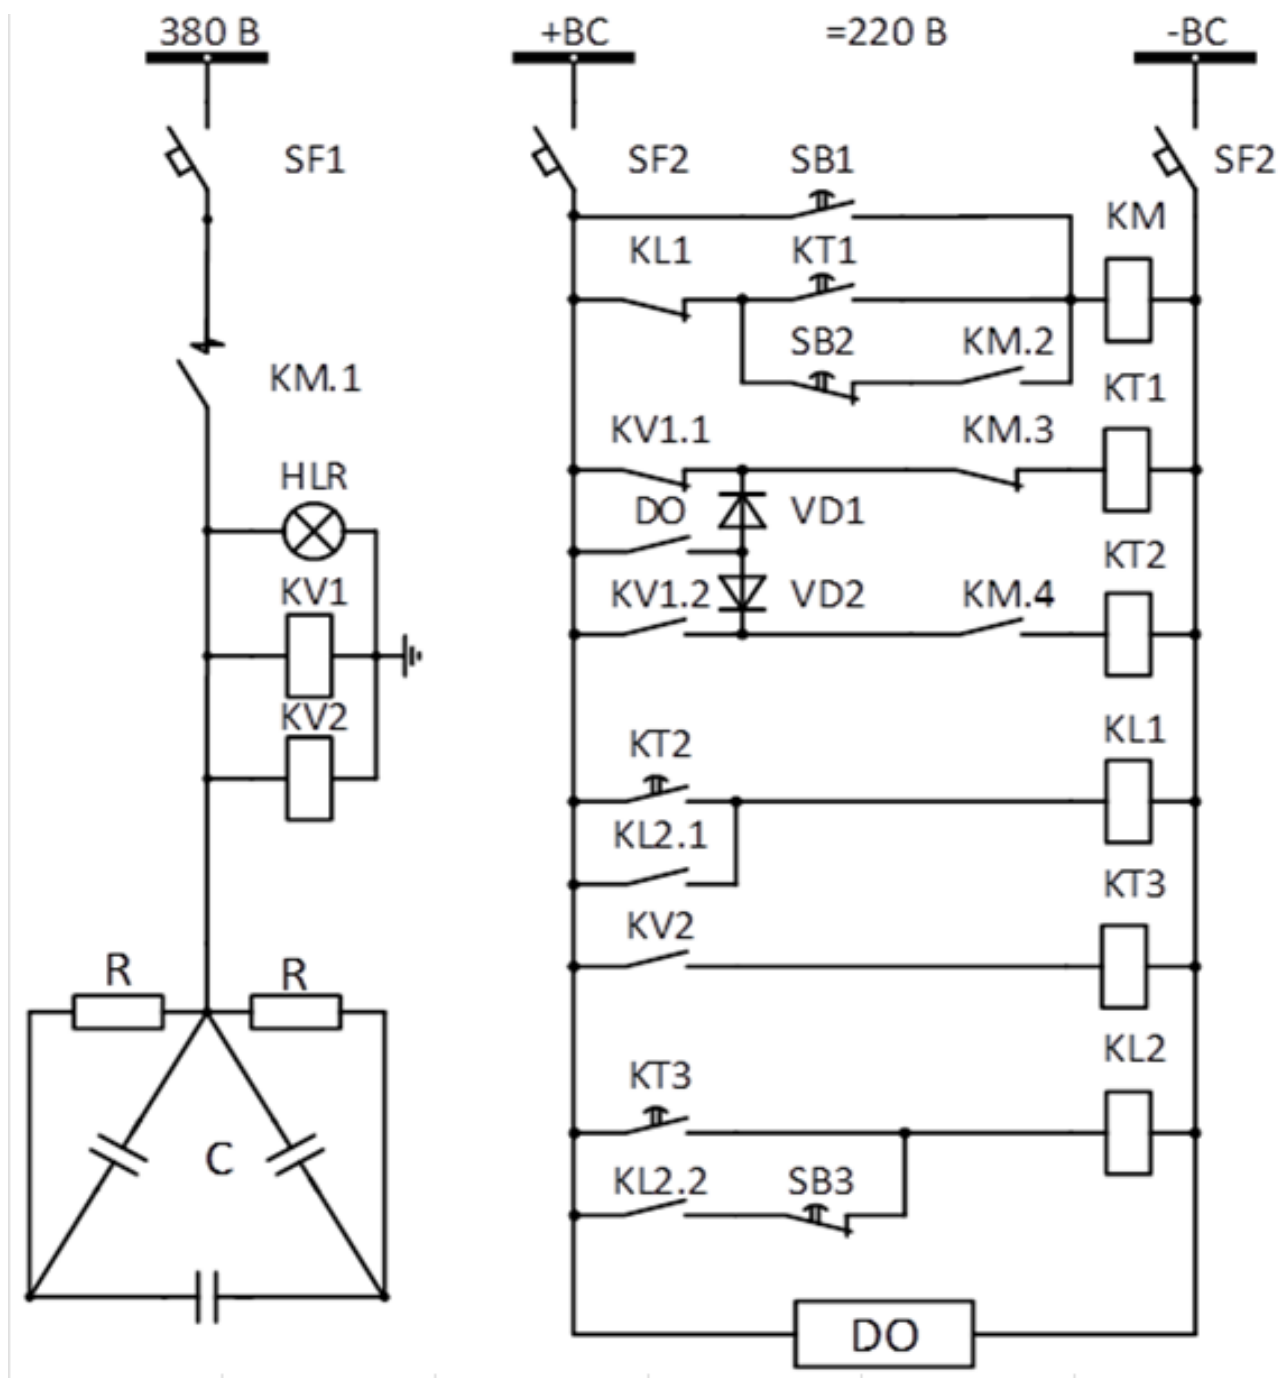 380 В
+ВС
=220 В
-ВС
SF1
SF2
SB1
SF2
KM
KL1
KT1
SB2
KM.2
KM.1
KT1
KV1.1
KM.3
HLR
DO
VD1
KT2
KV1
KV1.2
VD2
KM.4
KV2
KT2
KL1
KL2.1
KT3
KV2
R
R
KT3
KL2
C
KL2.2
SB3
DO